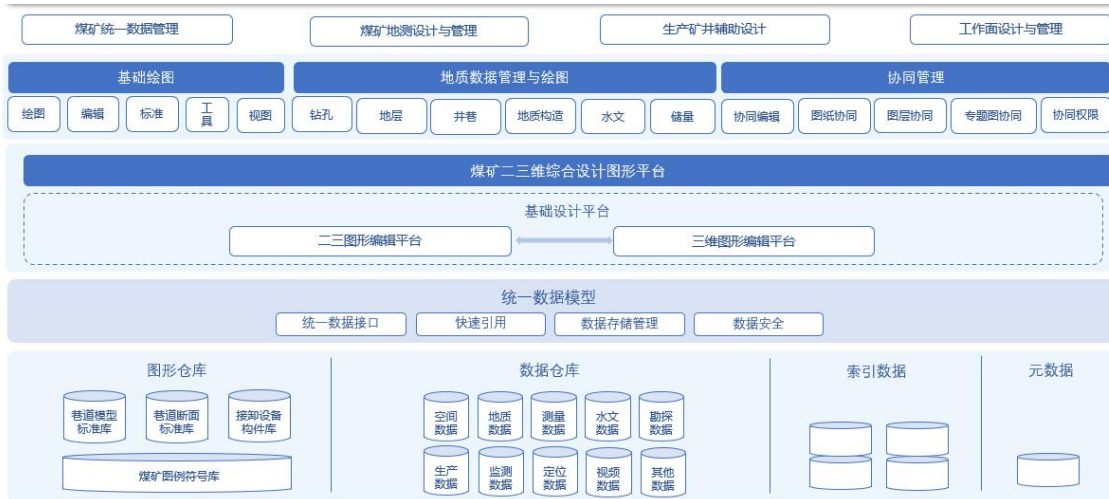 煤矿统一数据管理
煤矿地测设计与管理
生产矿井辅助设计
工作面设计与管理
基础绘图
地质数据管理与绘图
协同管理
绘图
编辑
标准
工
具
视图
钻孔
地层
井巷
地质构造
水文
储量
协同编辑
图纸协同
图层协同
专题图协同
协同权限
煤矿二三维综合设计图形平台
基础设计平台
二三图形编辑平台
三维图形编辑平台
统一数据模型
统一数据接口
快速引用
数据存储管理
数据安全
图形仓库
数据仓库
索引数据
元数据
巷道模型
标准库
巷道断面
标准库
接卸设备
构件库
煤矿图例符号库
空间
数据
地质
数据
测量
数据
水文
数据
勘探
数据
生产
数据
监测
数据
定位
数据
视频
数据
其他
数据